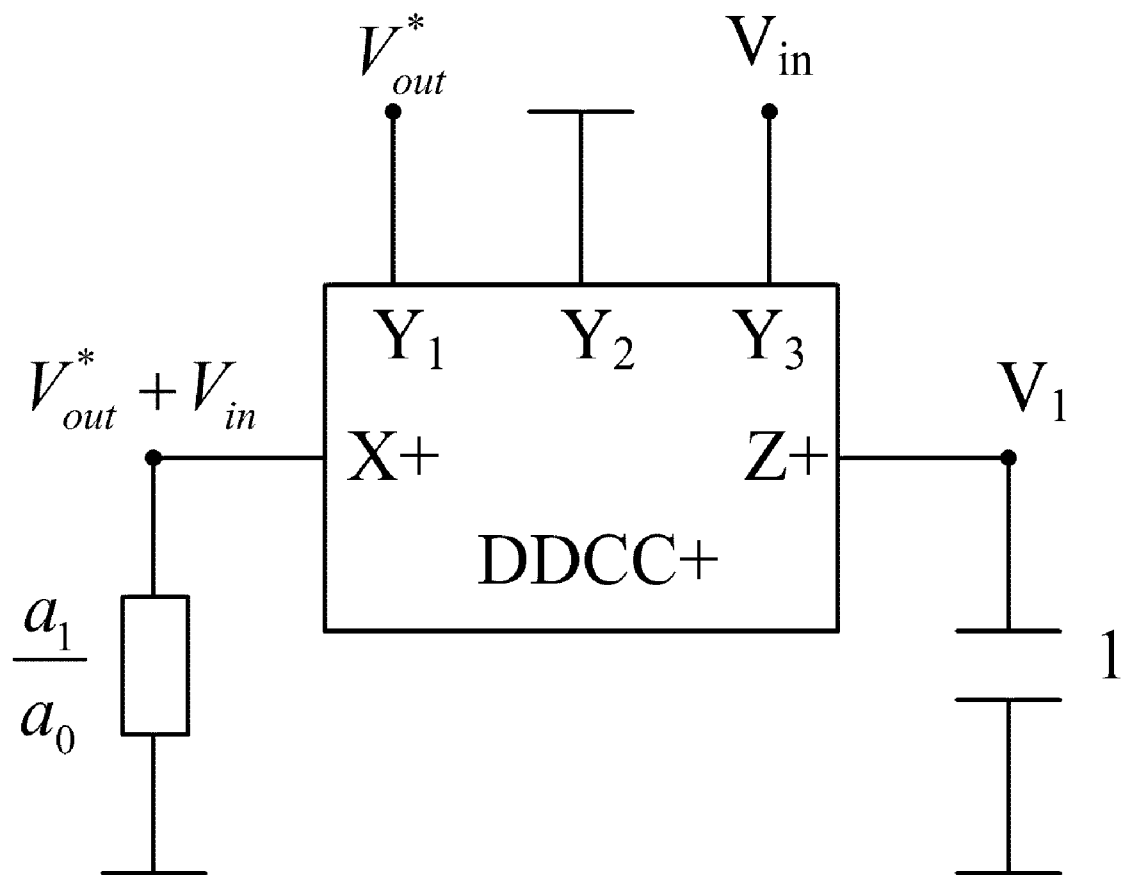 V*out
Vin
Y1
Y2
Y3
V*out + Vin
X+
Z+
V1
DDCC+
a1
a0
1